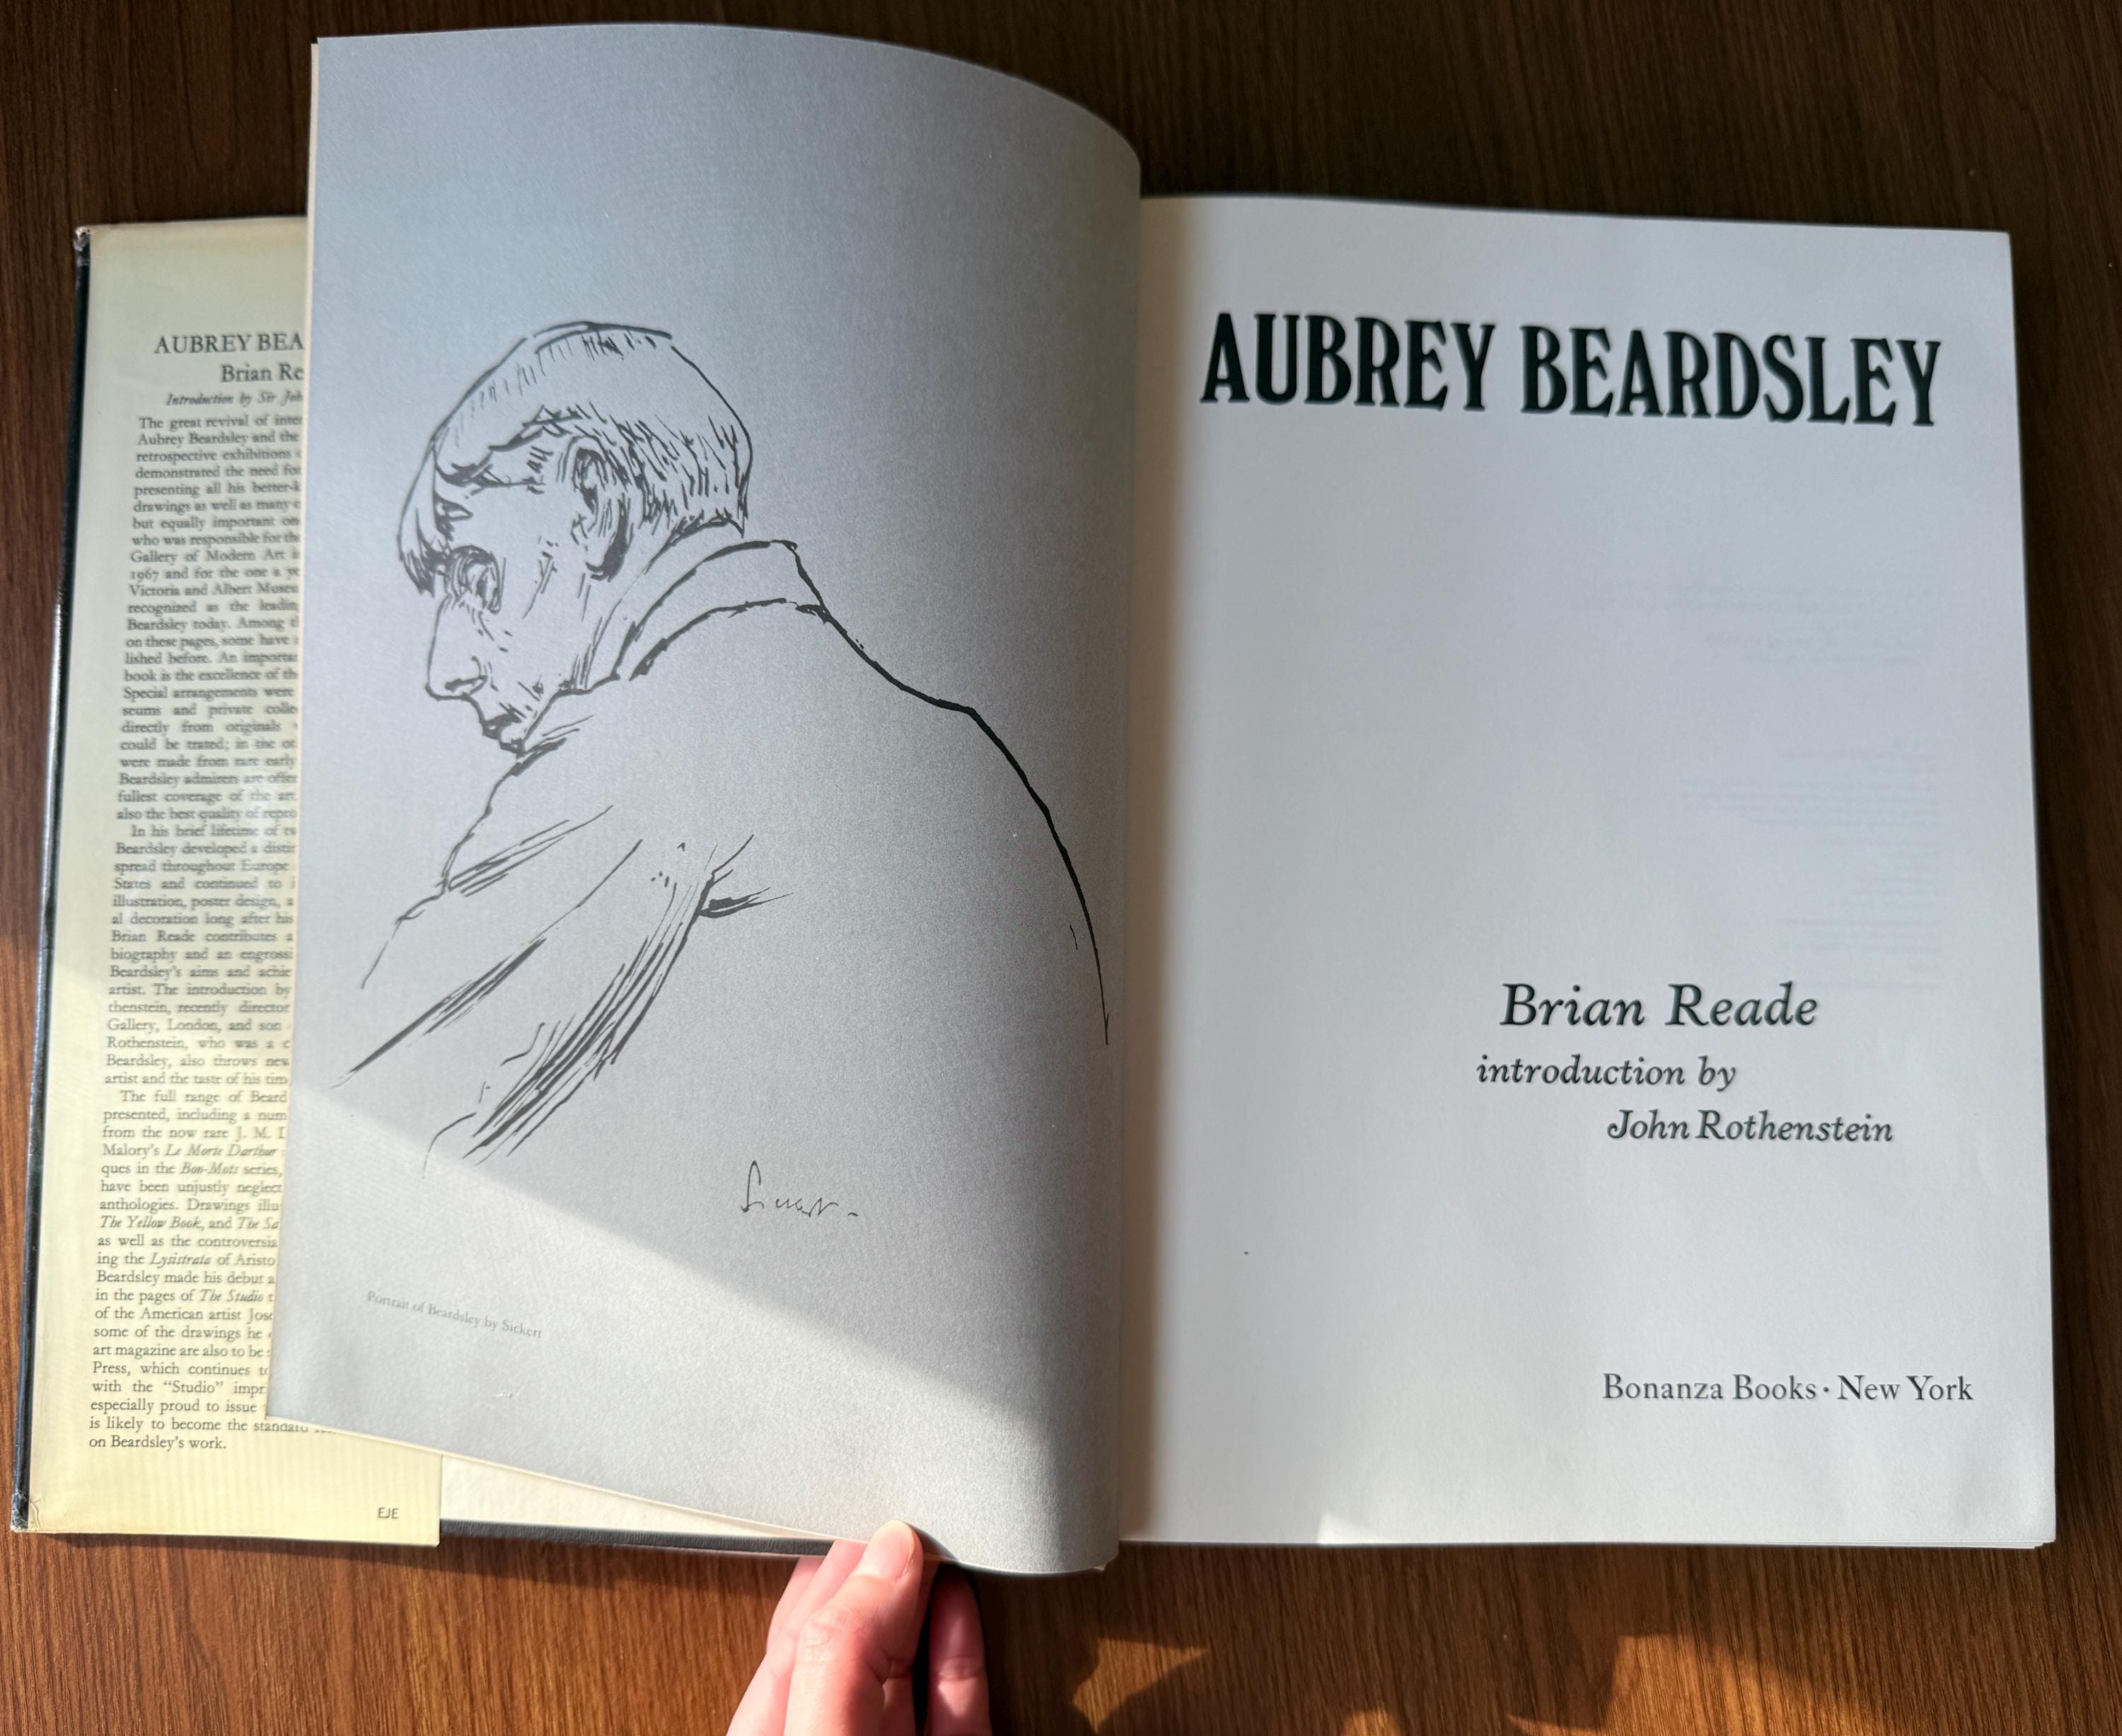 AUBREY BEA
Brian Re
Introduction by Sir Joh
The great revival of inter
Aubrey Beardsley and the
retrospective exhibitions
demonstrated the need for
presenting all his better-k
drawings as well as many
but equally important on
who was responsible for the
Gallery of Modern Art i
1967 and for the one a ye
Victoria and Albert Museu
recognized as the leadin
Beardsley today. Among t
on these pages, some have
lished before. An importa
book is the excellence of th
Special arrangements were
seums and private colle
directly from originals
could be trated; in the ot
were made from rare early
Beardsley admirers are offer
fullest coverage of the art
also the best quality of repro
In his brief lifetime of tw
Beardsley developed a distin
spread throughout Europe
States and continued to i
illustration, poster design, a
al decoration long after his
Brian Reade contributes a
biography and an engrossi
Beardsley's aims and achie
artist. The introduction by
thenstein, recently director
Gallery, London, and son
Rothenstein, who was a c
Beardsley, also throws new
artist and the taste of his tim
The full range of Beard
presented, including a num
from the now rare J. M. D
Malory's Le Morte Darthur
ques in the Bon-Mots series,
have been unjustly neglect
anthologies. Drawings illu
The Yellow Book, and The Sa
as well as the controversia
ing the Lysistrata of Aristo
Beardsley made his debut a
in the pages of The Studio t
of the American artist Jose
some of the drawings he
art magazine are also to be
Press, which continues to
with the "Studio" impr
especially proud to issue
is likely to become the standard
on Beardsley's work.
EJE
Portrait of Beardsley by Sickert
AUBREY BEARDSLEY
Brian Reade
introduction by
John Rothenstein
Bonanza Books · New York